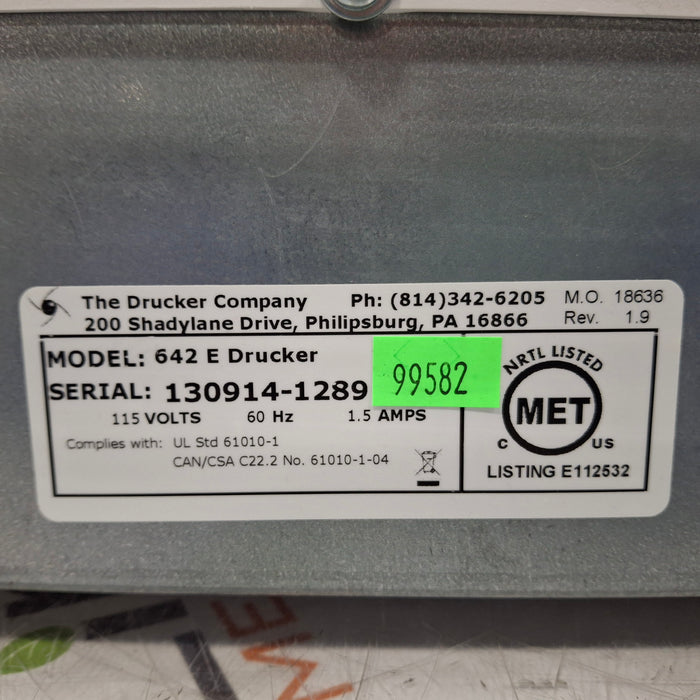 The Drucker Company Ph: (814)342-6205 M.O. 18636
200 Shadylane Drive, Philipsburg, PA 16866 Rev. 1.9
MODEL: 642 E Drucker
SERIAL: 130914-1289
99582
115 VOLTS 60 Hz 1.5 AMPS
Complies with: UL Std 61010-1
CAN/CSA C22.2 No. 61010-1-04
NRTL LISTED
MET
C US
LISTING E112532